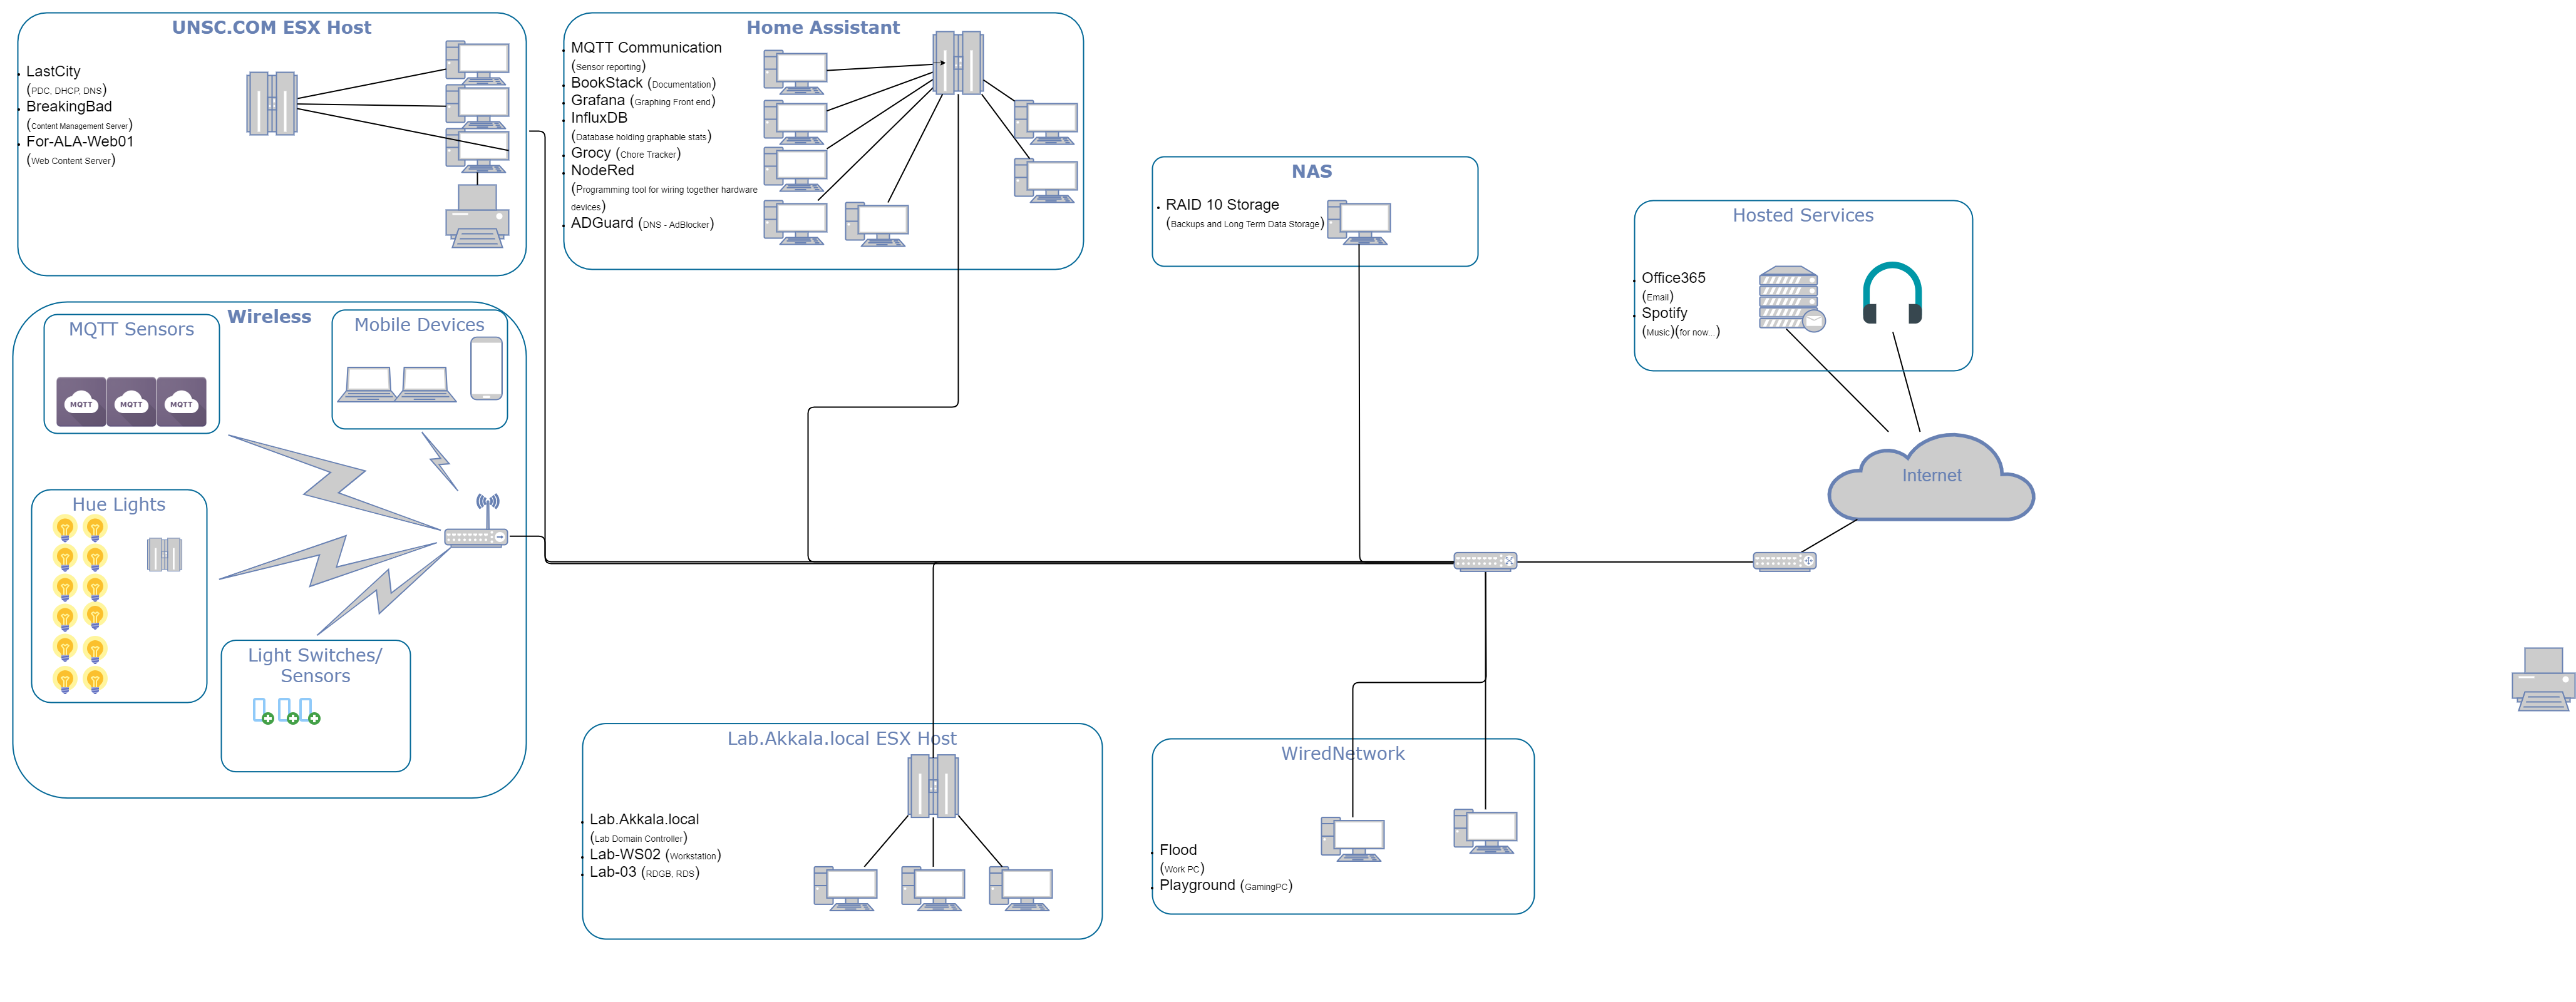 UNSC.COM ESX Host
LastCity
(PDC, DHCP, DNS)
BreakingBad
(Content Management Server)
For-ALA-Web01
(Web Content Server)
Home Assistant
MQTT Communication
(Sensor reporting)
BookStack (Documentation)
Grafana (Graphing Front end)
InfluxDB
(Database holding graphable stats)
Grocy (Chore Tracker)
NodeRed
(Programming tool for wiring together hardware
devices)
ADGuard (DNS - AdBlocker)
NAS
RAID 10 Storage
(Backups and Long Term Data Storage)
Hosted Services
Office365
(Email)
Spotify
(Music)(for now...)
Internet
Wireless
MQTT Sensors
MQTT
MQTT
MQTT
Mobile Devices
Hue Lights
Light Switches/
Sensors
Lab.Akkala.local ESX Host
Lab.Akkala.local
(Lab Domain Controller)
Lab-WS02 (Workstation)
Lab-03 (RDGB, RDS)
WiredNetwork
Flood
(Work PC)
Playground (GamingPC)